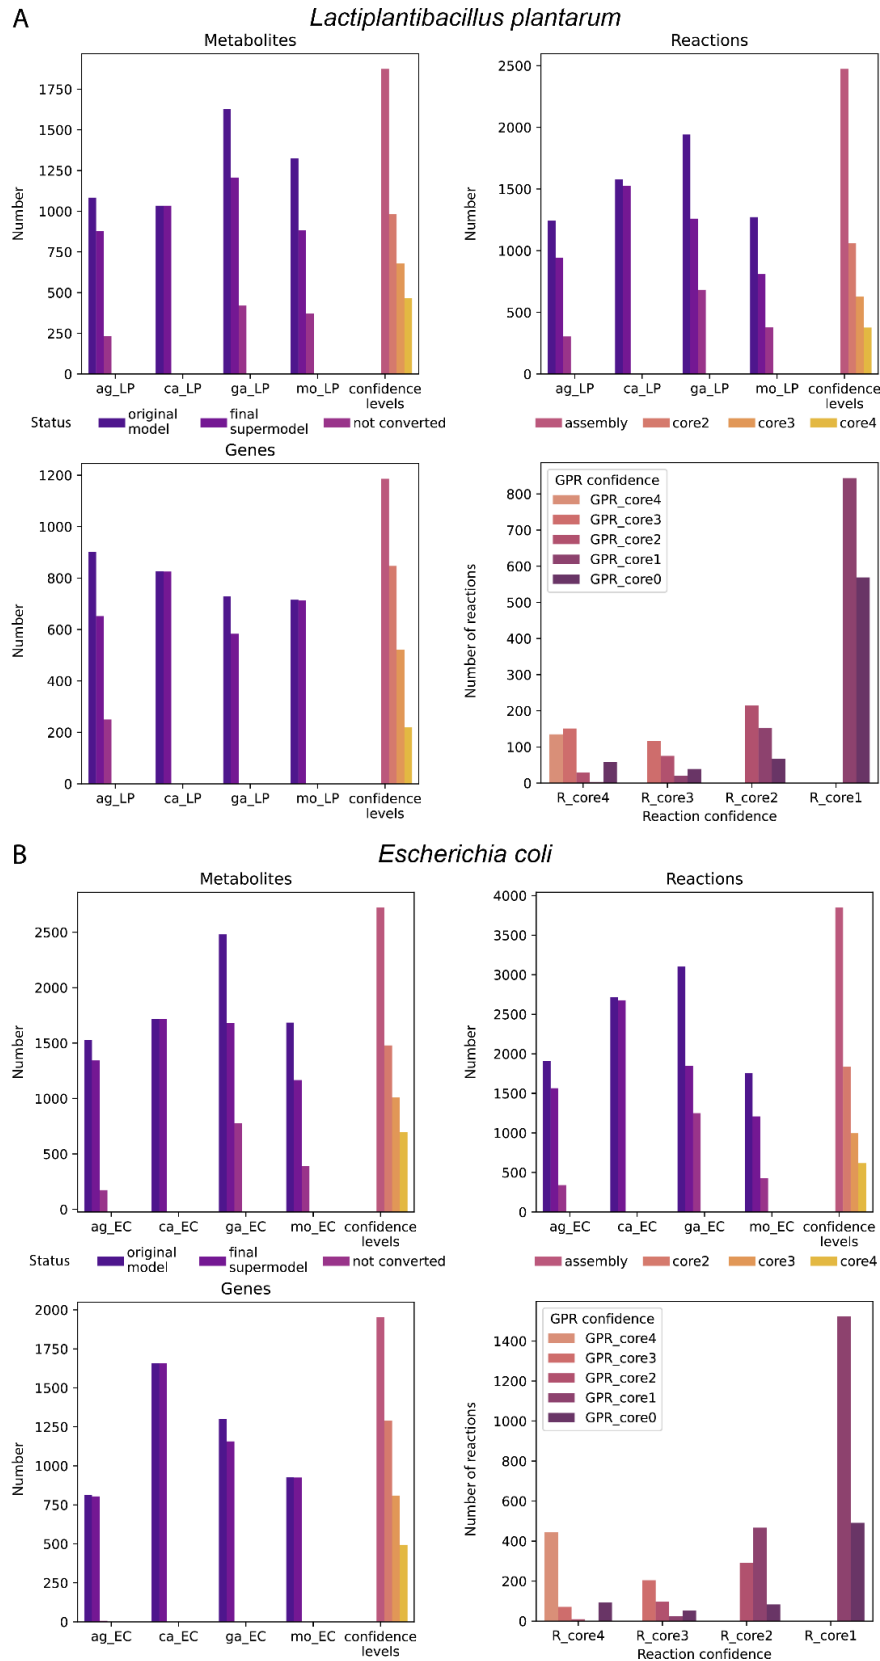 A
Lactiplantibacillus plantarum
Metabolites
Number
1750
1500
1250
1000
750
500
250
0
ag_LP ca_LP ga_LP mo_LP confidence levels
Reactions
Number
2500
2000
1500
1000
500
0
ag_LP ca_LP ga_LP mo_LP confidence levels
Status original model final supermodel not converted
assembly core2 core3 core4
Genes
Number
1200
1000
800
600
400
200
0
ag_LP ca_LP ga_LP mo_LP confidence levels
GPR confidence
GPR_core4
GPR_core3
GPR_core2
GPR_core1
GPR_core0
Number of reactions
800
700
600
500
400
300
200
100
0
R_core4 R_core3 R_core2 R_core1
Reaction confidence
B
Escherichia coli
Metabolites
Number
2500
2000
1500
1000
500
0
ag_EC ca_EC ga_EC mo_EC confidence levels
Reactions
Number
4000
3500
3000
2500
2000
1500
1000
500
0
ag_EC ca_EC ga_EC mo_EC confidence levels
Status original model final supermodel not converted
assembly core2 core3 core4
Genes
Number
2000
1750
1500
1250
1000
750
500
250
0
ag_EC ca_EC ga_EC mo_EC confidence levels
GPR confidence
GPR_core4
GPR_core3
GPR_core2
GPR_core1
GPR_core0
Number of reactions
1400
1200
1000
800
600
400
200
0
R_core4 R_core3 R_core2 R_core1
Reaction confidence